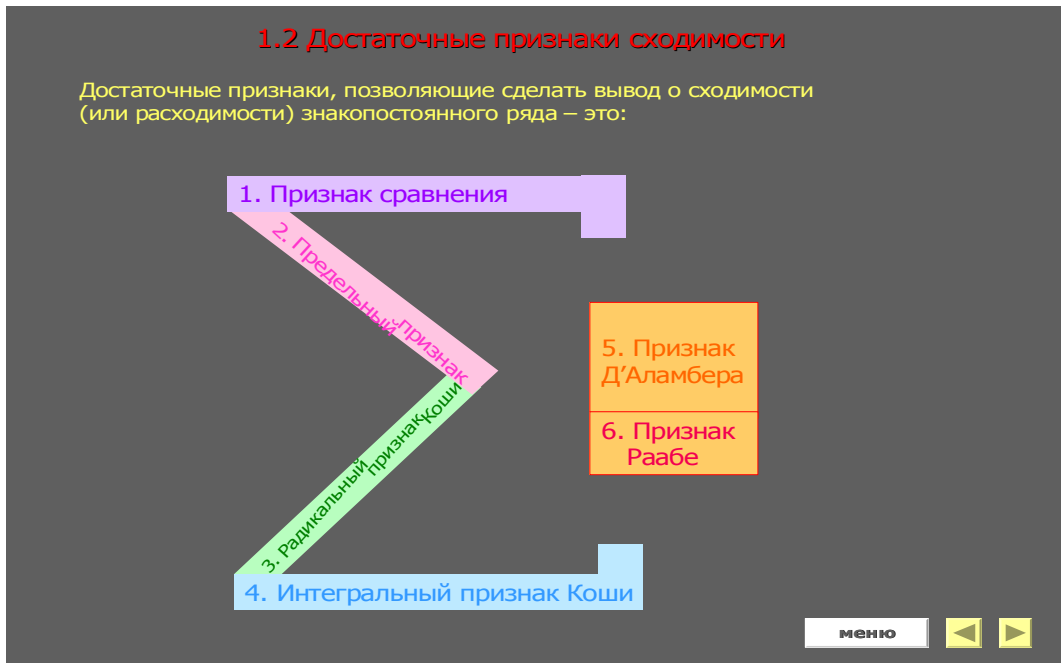 1.2 Достаточные признаки сходимости
Достаточные признаки, позволяющие сделать вывод о сходимости
(или расходимости) знакопостоянного ряда – это:
1. Признак сравнения
2. Предельный признак
3. Радикальный признак Коши
4. Интегральный признак Коши
5. Признак
Д’Аламбера
6. Признак
Раабе
меню